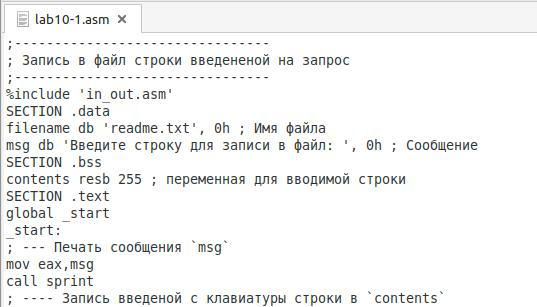 lab10-1.asm
;-------------------------------
; Запись в файл строки введененой на запрос
;-------------------------------
%include 'in_out.asm'
SECTION .data
filename db 'readme.txt', 0h ; Имя файла
msg db 'Введите строку для записи в файл: ', 0h ; Сообщение
SECTION .bss
contents resb 255 ; переменная для вводимой строки
SECTION .text
global _start
_start:
; --- Печать сообщения `msg`
mov eax,msg
call sprint
; ---- Запись введеной с клавиатуры строки в `contents`